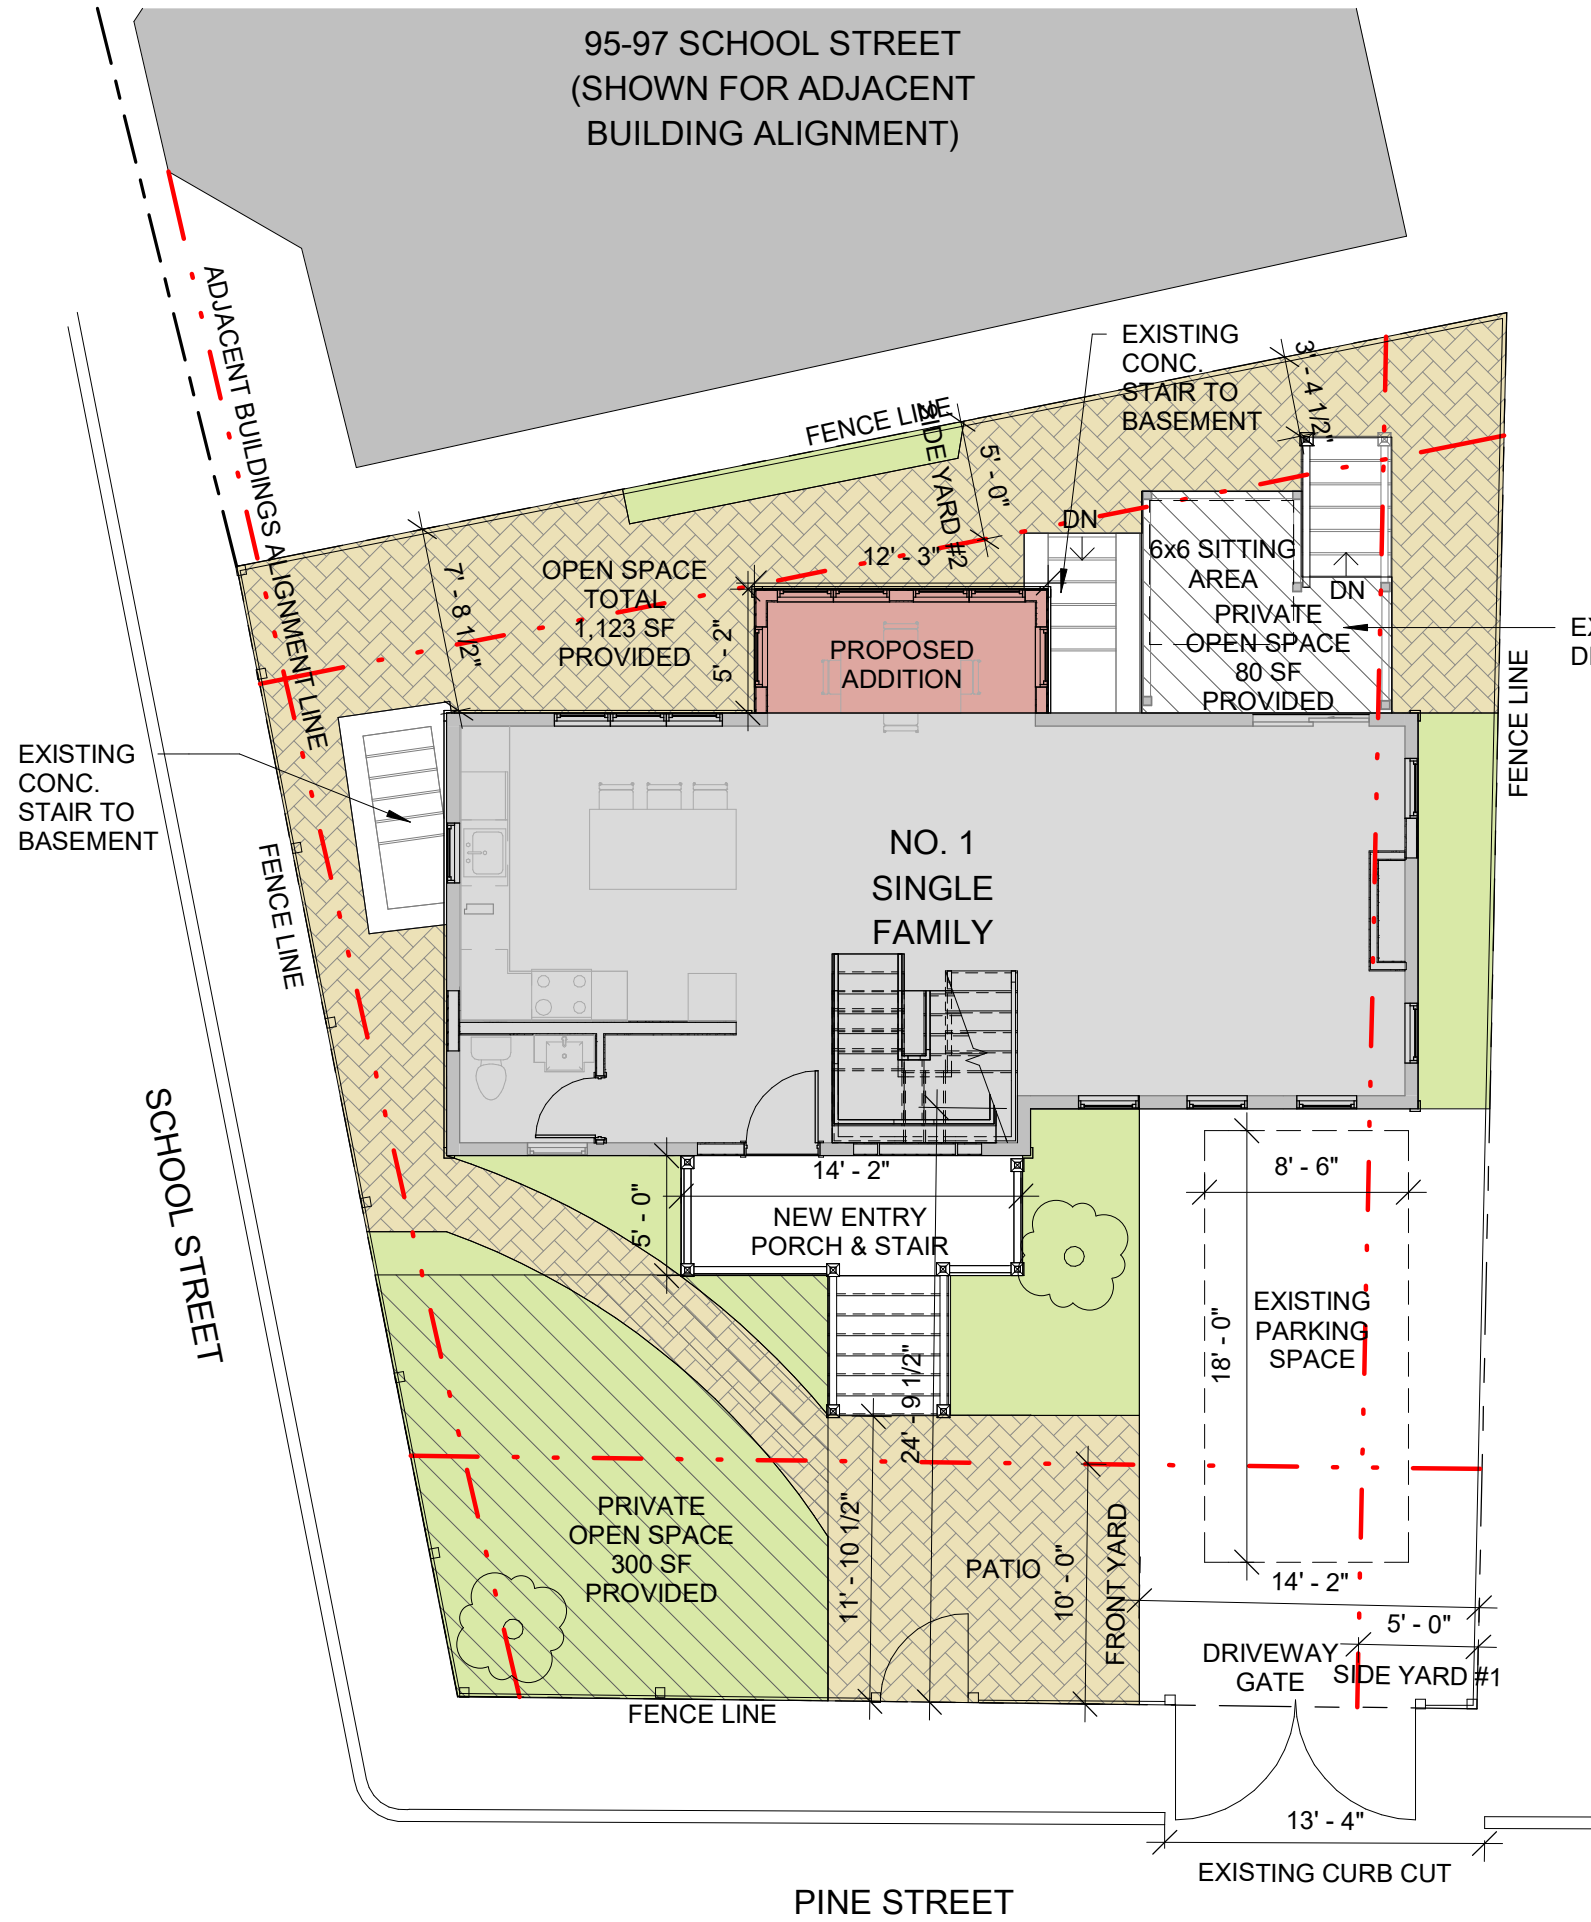 95-97 SCHOOL STREET
(SHOWN FOR ADJACENT
BUILDING ALIGNMENT)
ADJACENT BUILDINGS ALIGNMENT LINE
EXISTING
CONC.
STAIR TO
BASEMENT
3' - 4 1/2"
FENCE LINE
SIDE YARD #2
5' - 0"
DN
12' - 3"
6x6 SITTING
AREA
DN
PRIVATE
OPEN SPACE
80 SF
PROVIDED
7' - 8 1/2"
OPEN SPACE
TOTAL
1,123 SF
PROVIDED
5' - 2"
PROPOSED
ADDITION
FENCE LINE
EXISTING
CONC.
STAIR TO
BASEMENT
FENCE LINE
NO. 1
SINGLE
FAMILY
SCHOOL STREET
14' - 2"
5' - 0"
NEW ENTRY
PORCH & STAIR
8' - 6"
18' - 0"
EXISTING
PARKING
SPACE
24' - 9 1/2"
PRIVATE
OPEN SPACE
300 SF
PROVIDED
11' - 10 1/2"
PATIO
10' - 0"
FRONT YARD
14' - 2"
5' - 0"
DRIVEWAY
GATE
SIDE YARD #1
FENCE LINE
13' - 4"
EXISTING CURB CUT
PINE STREET